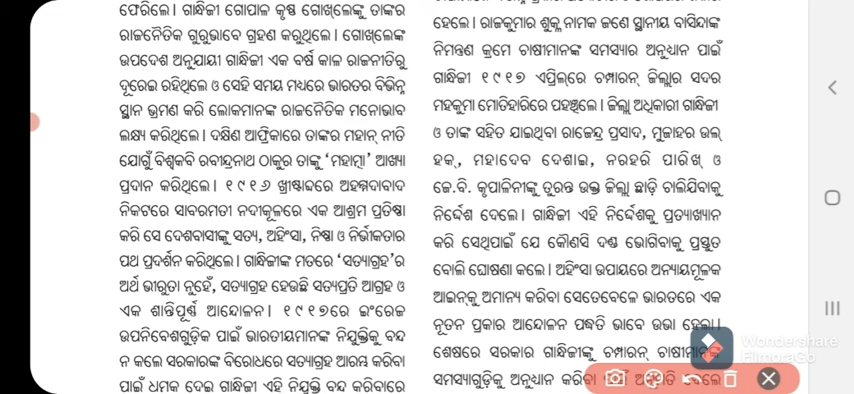 ଫେରିଲେ। ଗାନ୍ଧିଜୀ ଗୋପାଳ କୃଷ୍ଣ ଗୋଖ୍‌ଲେଙ୍କୁ ତାଙ୍କର
ରାଜନୈତିକ ଗୁରୁଭାବେ ଗ୍ରହଣ କରୁଥିଲେ। ଗୋଖ୍‌ଲେଙ୍କ
ଉପଦେଶ ଅନୁଯାୟୀ ଗାନ୍ଧିଜୀ ଏକ ବର୍ଷ କାଳ ରାଜନୀତିରୁ
ଦୂରେଇ ରହିଥିଲେ ଓ ସେହି ସମୟ ମଧ୍ୟରେ ଭାରତର ବିଭିନ୍ନ
ସ୍ଥାନ ଭ୍ରମଣ କରି ଲୋକମାନଙ୍କ ରାଜନୈତିକ ମନୋଭାବ
ଲକ୍ଷ୍ୟ କରିଥିଲେ। ଦକ୍ଷିଣ ଆଫ୍ରିକାରେ ତାଙ୍କର ମହାନ୍ ନୀତି
ଯୋଗୁଁ ବିଶ୍ୱକବି ରବୀନ୍ଦ୍ରନାଥ ଠାକୁର ତାଙ୍କୁ ‘ମହାତ୍ମା’ ଆଖ୍ୟା
ପ୍ରଦାନ କରିଥିଲେ। ୧୯୧୬ ଖ୍ରୀଷ୍ଟାବ୍ଦରେ ଅହମ୍ମଦାବାଦ
ନିକଟରେ ସାବରମତୀ ନଦୀକୂଳରେ ଏକ ଆଶ୍ରମ ପ୍ରତିଷ୍ଠା
କରି ସେ ଦେଶବାସୀଙ୍କୁ ସତ୍ୟ, ଅହିଂସା, ନିଷ୍ଠା ଓ ନିର୍ଭୀକତାର
ପଥ ପ୍ରଦର୍ଶନ କରିଥିଲେ। ଗାନ୍ଧିଜୀଙ୍କ ମତରେ ‘ସତ୍ୟାଗ୍ରହ’ର
ଅର୍ଥ ଭୀରୁତା ନୁହେଁ, ସତ୍ୟାଗ୍ରହ ହେଉଛି ସତ୍ୟପ୍ରତି ଆଗ୍ରହ ଓ
ଏକ ଶାନ୍ତିପୂର୍ଣ୍ଣ ଆନ୍ଦୋଳନ। ୧୯୧୭ରେ ଇଂରେଜ
ଉପନିବେଶଗୁଡ଼ିକ ପାଇଁ ଭାରତୀୟମାନଙ୍କ ନିଯୁକ୍ତିକୁ ବନ୍ଦ
ନ କଲେ ସରକାରଙ୍କ ବିରୋଧରେ ସତ୍ୟାଗ୍ରହ ଆରମ୍ଭ କରିବା
ପାଇଁ ଧମକ ଦେଇ ଗାନ୍ଧିଜୀ ଏହି ନିଯୁକ୍ତି ବନ୍ଦ କରିବାରେ
ହେଲେ। ରାଜକୁମାର ଶୁକ୍ଳ ନାମକ ଜଣେ ସ୍ଥାନୀୟ ବାସିନ୍ଦାଙ୍କ
ନିମନ୍ତ୍ରଣ କ୍ରମେ ଚାଷୀମାନଙ୍କ ସମସ୍ୟାର ଅନୁଧ୍ୟାନ ପାଇଁ
ଗାନ୍ଧିଜୀ ୧୯୧୭ ଏପ୍ରିଲ୍‌ରେ ଚମ୍ପାରନ୍ ଜିଲ୍ଲାର ସଦର
ମହକୁମା ମୋତିହାରିରେ ପହଞ୍ଚିଲେ। ଜିଲ୍ଲା ଅଧିକାରୀ ଗାନ୍ଧିଜୀ
ଓ ତାଙ୍କ ସହିତ ଯାଇଥିବା ରାଜେନ୍ଦ୍ର ପ୍ରସାଦ, ମୁଜାହର ଉଲ୍
ହକ୍, ମହାଦେବ ଦେଶାଇ, ନରହରି ପାରିଖ୍ ଓ
ଜେ.ବି. କୃପାଳିନୀଙ୍କୁ ତୁରନ୍ତ ଉକ୍ତ ଜିଲ୍ଲା ଛାଡ଼ି ଚାଲିଯିବାକୁ
ନିର୍ଦ୍ଦେଶ ଦେଲେ। ଗାନ୍ଧିଜୀ ଏହି ନିର୍ଦ୍ଦେଶକୁ ପ୍ରତ୍ୟାଖ୍ୟାନ
କରି ସେଥିପାଇଁ ଯେ କୌଣସି ଦଣ୍ଡ ଭୋଗିବାକୁ ପ୍ରସ୍ତୁତ
ବୋଲି ଘୋଷଣା କଲେ। ଅହିଂସା ଉପାୟରେ ଅନ୍ୟାୟମୂଳକ
ଆଇନ୍‌କୁ ଅମାନ୍ୟ କରିବା ସେତେବେଳେ ଭାରତରେ ଏକ
ନୂତନ ପ୍ରକାର ଆନ୍ଦୋଳନ ପଦ୍ଧତି ଭାବେ ଉଭା ହେଲା।
ଶେଷରେ ସରକାର ଗାନ୍ଧିଜୀଙ୍କୁ ଚମ୍ପାରନ୍ ଚାଷୀମାନଙ୍କ
ସମସ୍ୟାଗୁଡ଼ିକୁ ଅନୁଧ୍ୟାନ କରିବା ପାଇଁ ଅନୁମତି ଦେଲେ
Wondershare
FilmoraGo